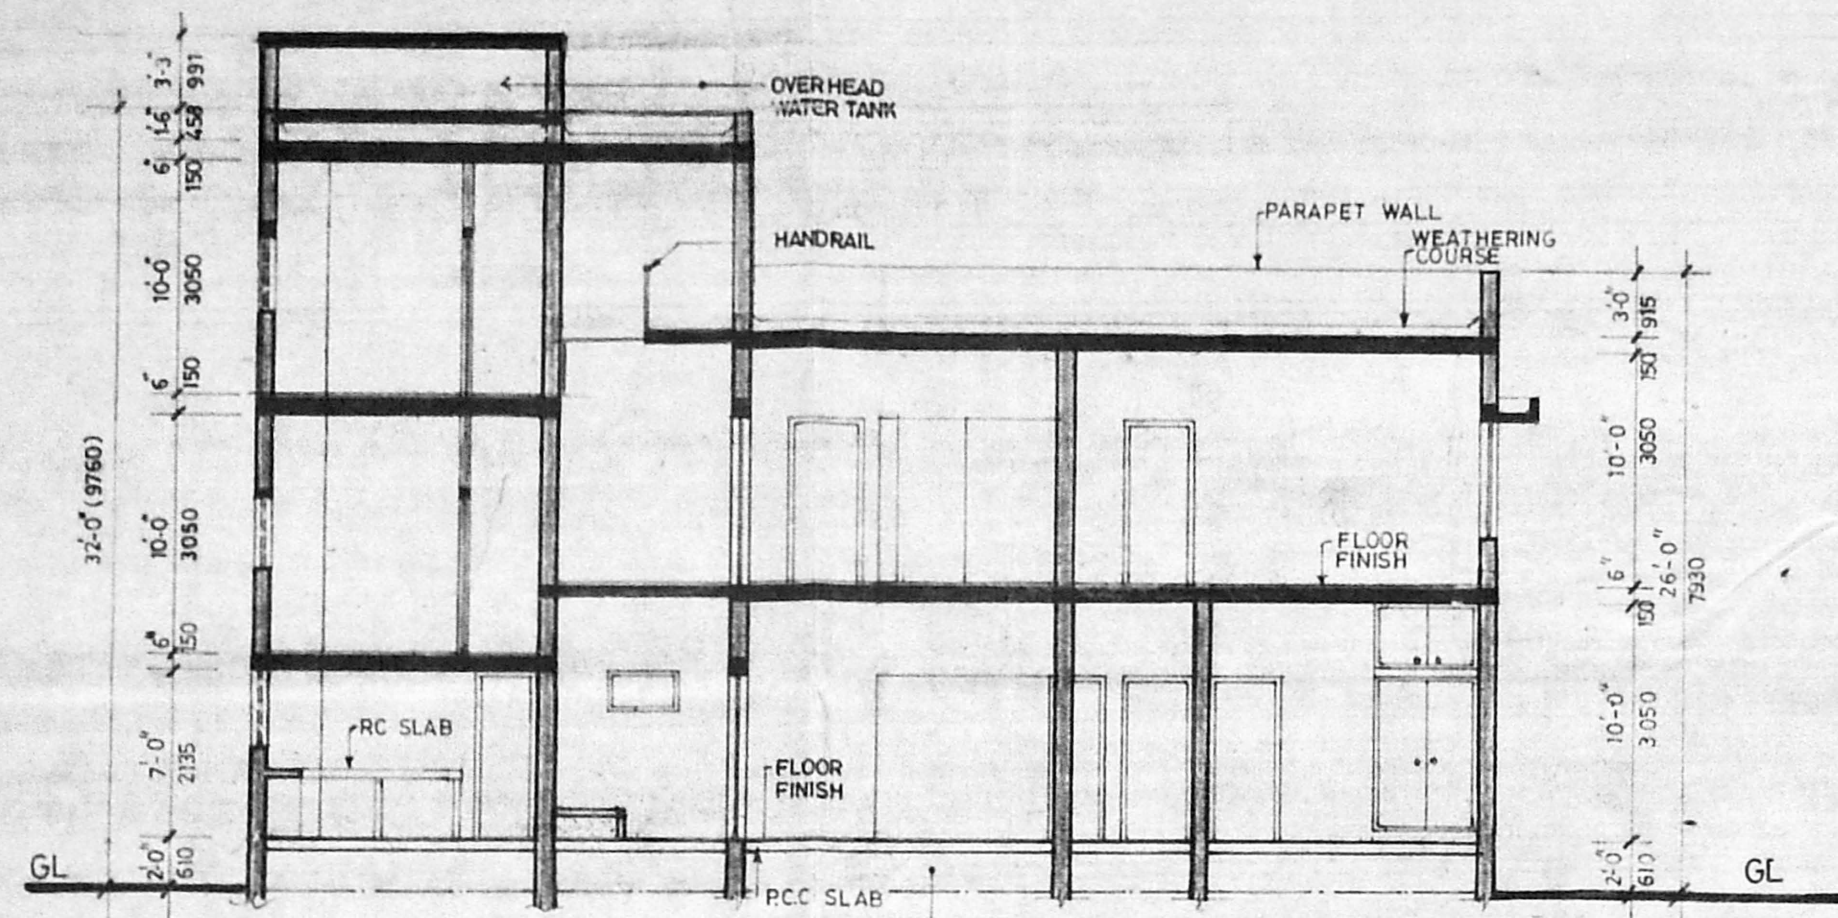 3'-3"
991
1'-6"
458
6"
150
10'-0"
3050
6"
150
32'-0" (9760)
10'-0"
3050
6"
150
7'-0"
2135
2'-0"
610
GL
OVERHEAD
WATER TANK
HANDRAIL
PARAPET WALL
WEATHERING
COURSE
FLOOR
FINISH
RC SLAB
FLOOR
FINISH
P.C.C SLAB
3'-0"
915
150
10'-0"
3050
6"
150
26'-0"
7930
10'-0"
3050
2'-0"
610
GL